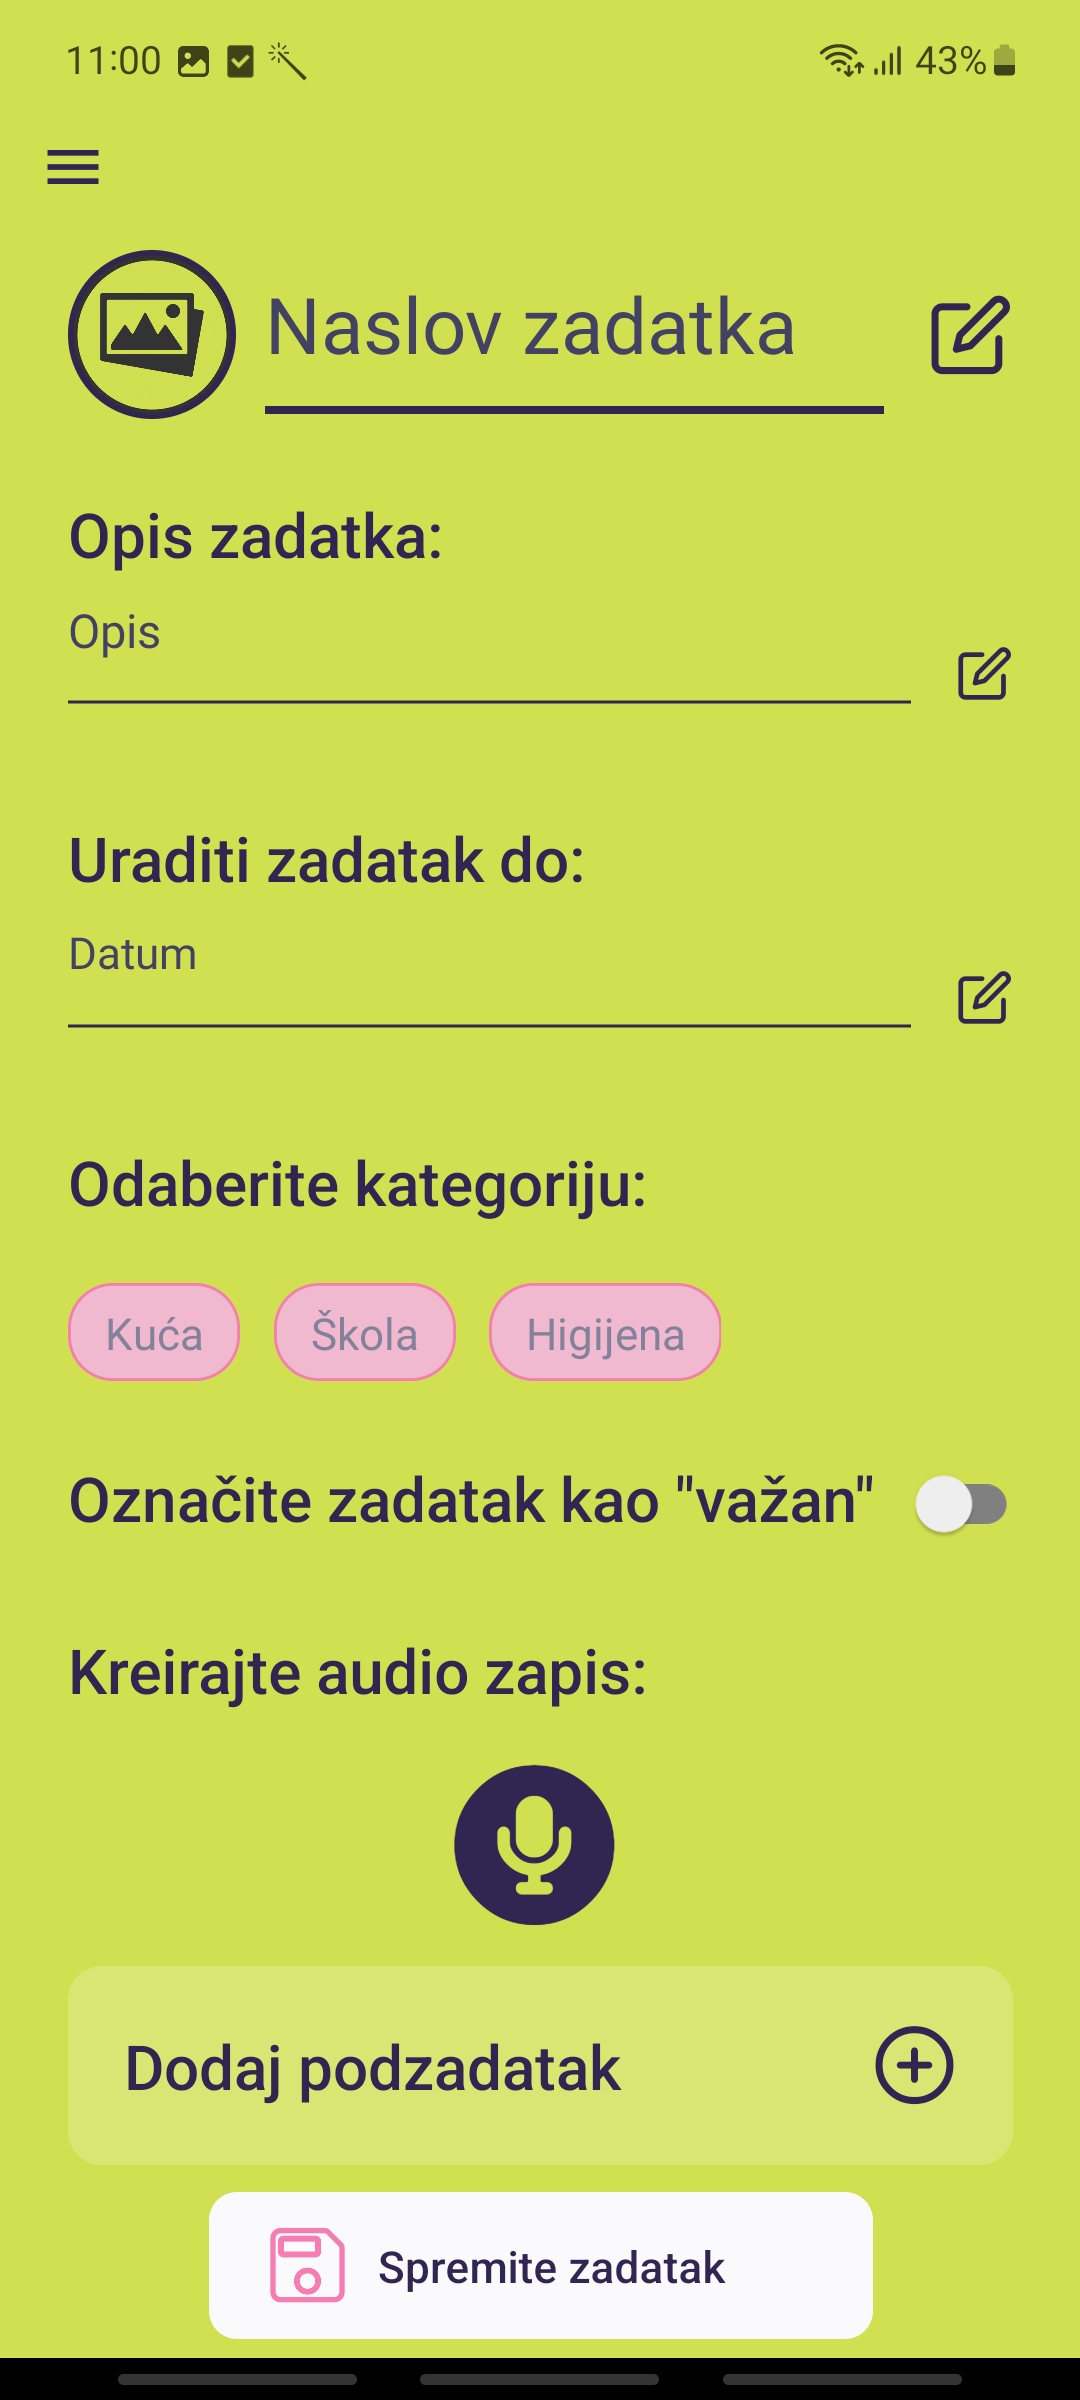 11:00 43%
Naslov zadatka
Opis zadatka:
Opis
Uraditi zadatak do:
Datum
Odaberite kategoriju:
Kuća Škola Higijena
Označite zadatak kao "važan"
Kreirajte audio zapis:
Dodaj podzadatak
Spremite zadatak